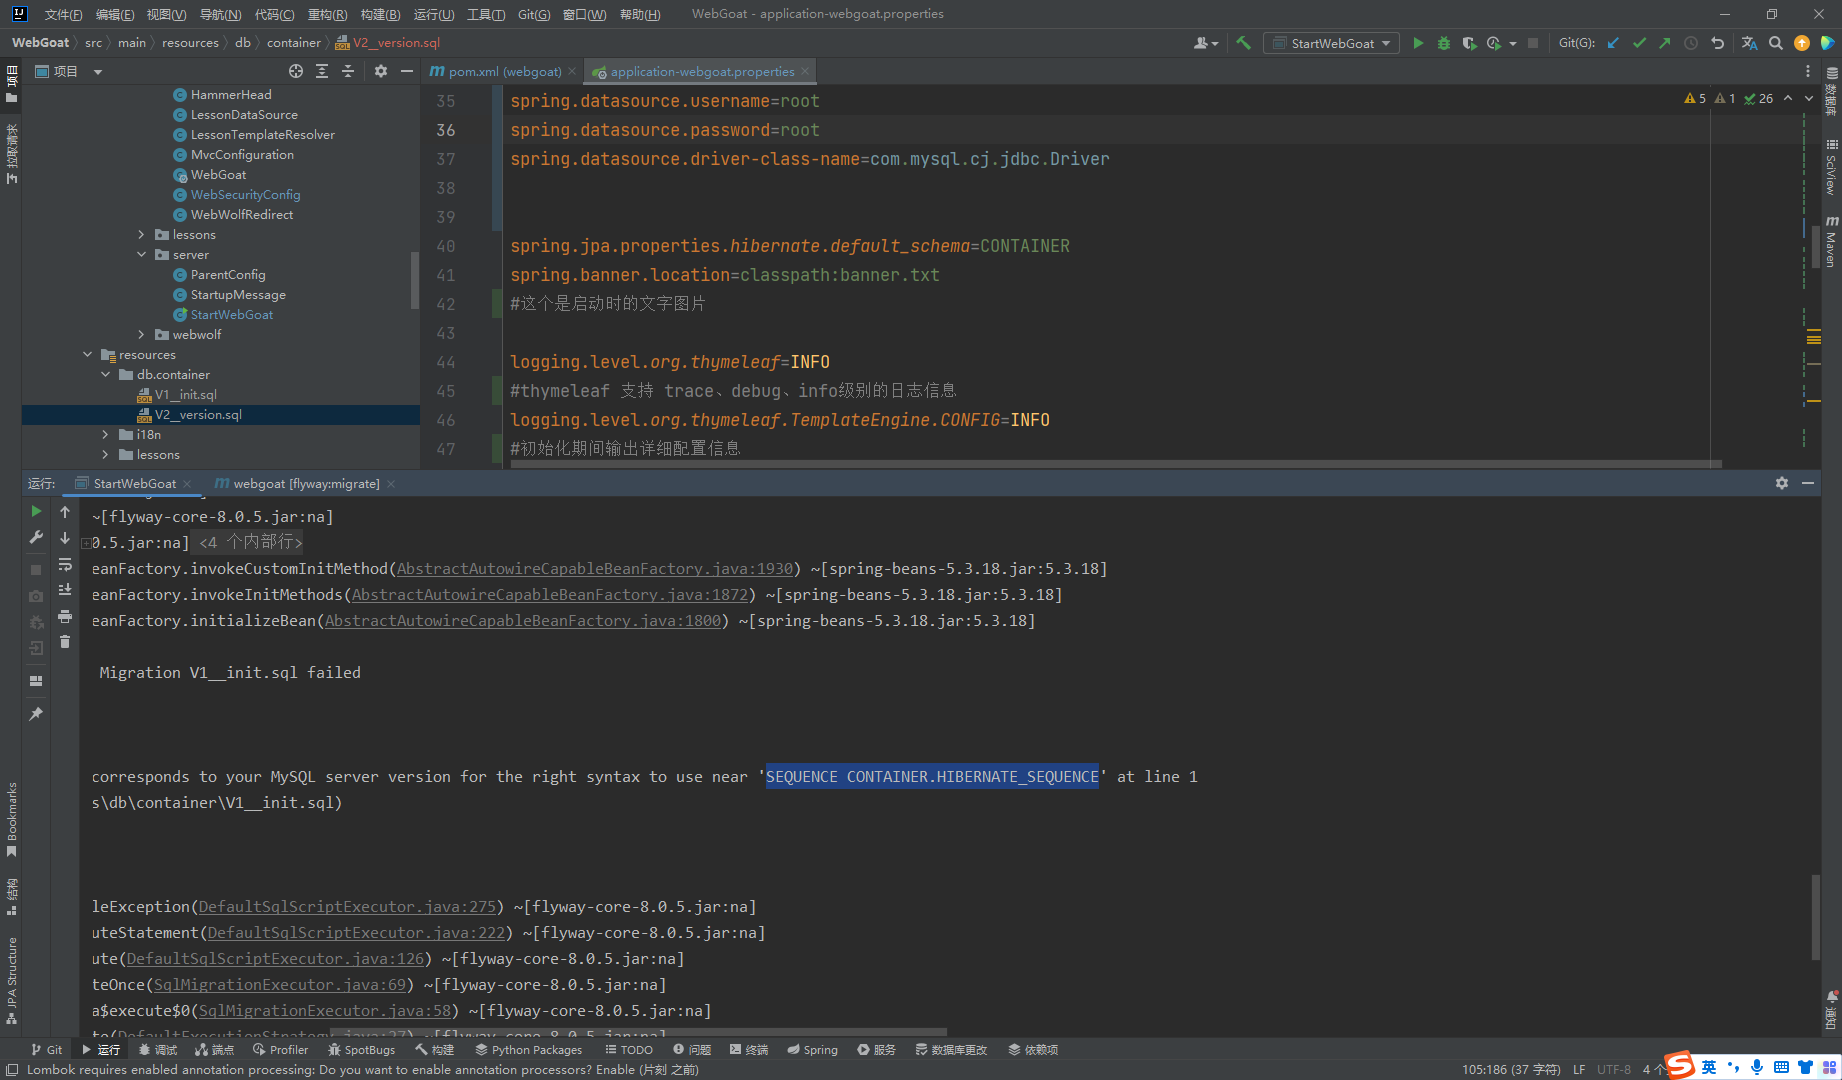 文件(F) 编辑(E) 视图(V) 导航(N) 代码(C) 重构(R) 构建(B) 运行(U) 工具(T) Git(G) 窗口(W) 帮助(H) WebGoat - application-webgoat.properties
WebGoat src main resources db container V2__version.sql
StartWebGoat Git(G):
项目
pom.xml (webgoat)
application-webgoat.properties
HammerHead
LessonDataSource
LessonTemplateResolver
MvcConfiguration
WebGoat
WebSecurityConfig
WebWolfRedirect
lessons
server
ParentConfig
StartupMessage
StartWebGoat
webwolf
resources
db.container
V1__init.sql
V2__version.sql
i18n
lessons
5 1 26
35 spring.datasource.username=root
36 spring.datasource.password=root
37 spring.datasource.driver-class-name=com.mysql.cj.jdbc.Driver
38
39
40 spring.jpa.properties.hibernate.default_schema=CONTAINER
41 spring.banner.location=classpath:banner.txt
42 #这个是启动时的文字图片
43
44 logging.level.org.thymeleaf=INFO
45 #thymeleaf 支持 trace、debug、info级别的日志信息
46 logging.level.org.thymeleaf.TemplateEngine.CONFIG=INFO
47 #初始化期间输出详细配置信息
运行: StartWebGoat webgoat [flyway:migrate]
~[flyway-core-8.0.5.jar:na]
0.5.jar:na] <4 个内部行>
eanFactory.invokeCustomInitMethod(AbstractAutowireCapableBeanFactory.java:1930) ~[spring-beans-5.3.18.jar:5.3.18]
eanFactory.invokeInitMethods(AbstractAutowireCapableBeanFactory.java:1872) ~[spring-beans-5.3.18.jar:5.3.18]
eanFactory.initializeBean(AbstractAutowireCapableBeanFactory.java:1800) ~[spring-beans-5.3.18.jar:5.3.18]
Migration V1__init.sql failed
corresponds to your MySQL server version for the right syntax to use near 'SEQUENCE CONTAINER.HIBERNATE_SEQUENCE' at line 1
s\db\container\V1__init.sql)
leException(DefaultSqlScriptExecutor.java:275) ~[flyway-core-8.0.5.jar:na]
uteStatement(DefaultSqlScriptExecutor.java:222) ~[flyway-core-8.0.5.jar:na]
ute(DefaultSqlScriptExecutor.java:126) ~[flyway-core-8.0.5.jar:na]
teOnce(SqlMigrationExecutor.java:69) ~[flyway-core-8.0.5.jar:na]
a$execute$0(SqlMigrationExecutor.java:58) ~[flyway-core-8.0.5.jar:na]
te(DefaultExecutionStrategy.java:27) ~[flyway-core-8.0.5.jar:na]
项目
拉取请求
Bookmarks
结构
JPA Structure
数据库
SciView
Maven
通知
Git 运行 调试 端点 Profiler SpotBugs 构建 Python Packages TODO 问题 终端 Spring 服务 数据库更改 依赖项
Lombok requires enabled annotation processing: Do you want to enable annotation processors? Enable (片刻 之前)
105:186 (37 字符) LF UTF-8 4 个
英